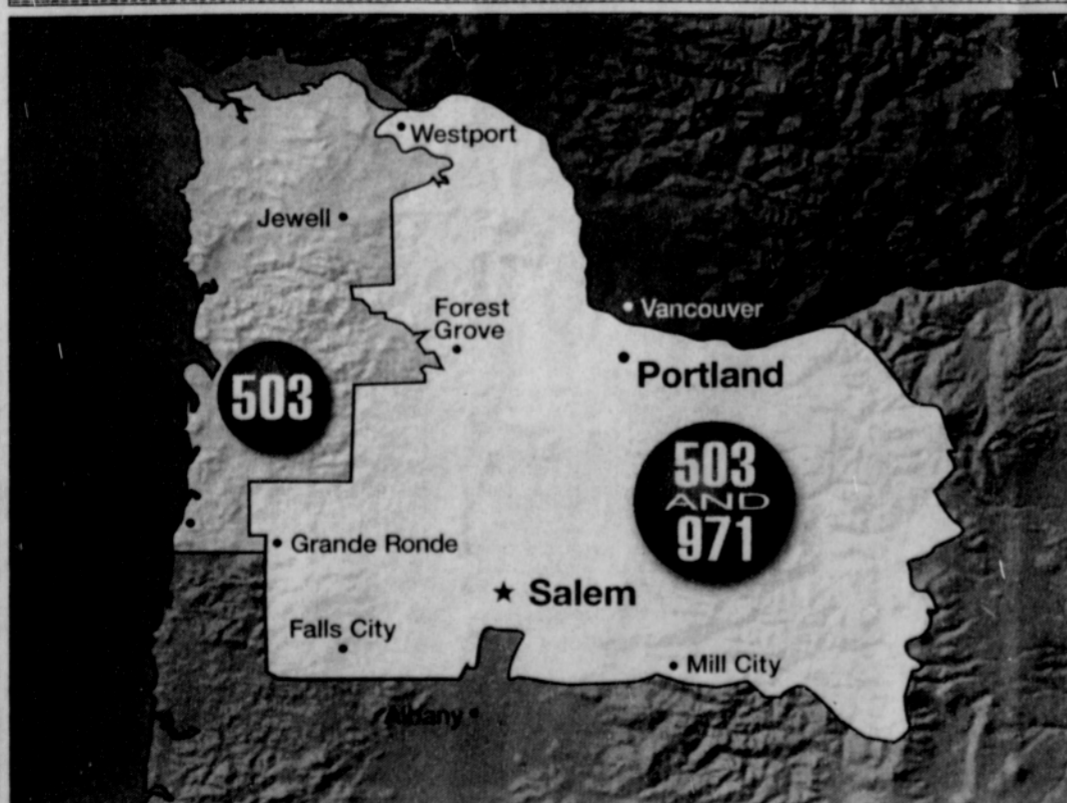 Westport
Jewell
Forest
Grove
Vancouver
Portland
503
503
AND
971
Grande Ronde
Salem
Falls City
Mill City
Albany